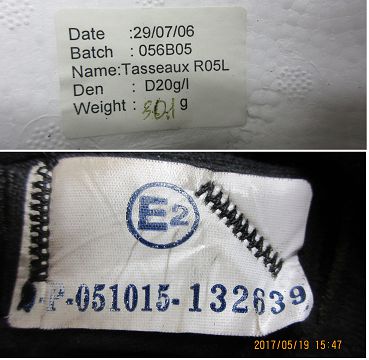 Date :29/07/06
Batch : 056B05
Name:Tasseaux R05L
Den : D20g/l
Weight : 30,1 g
E2
-P-051015-132639
2017/05/19 15:47